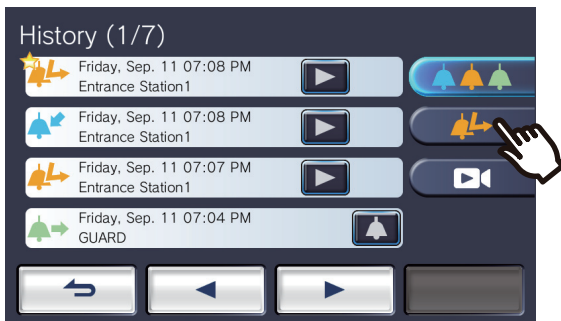 History (1/7)
Friday, Sep. 11 07:08 PM
Entrance Station1
Friday, Sep. 11 07:08 PM
Entrance Station1
Friday, Sep. 11 07:07 PM
Entrance Station1
Friday, Sep. 11 07:04 PM
GUARD